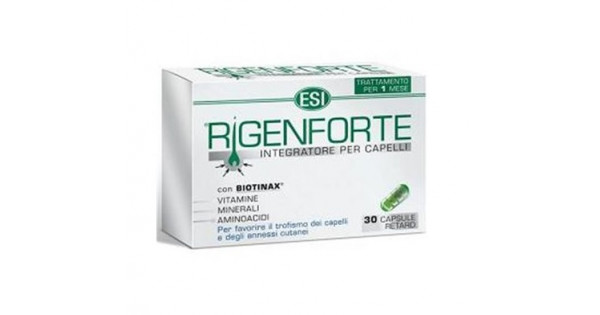 RIGENFORTE
TRATTAMENTO
PER 1 MESE
ESI
RIGENFORTE
INTEGRATORE PER CAPELLI
con BIOTINAX®
VITAMINE
MINERALI
AMINOACIDI
Per favorire il trofismo dei capelli
e degli annessi cutanei
30 CAPSULE
RETARD